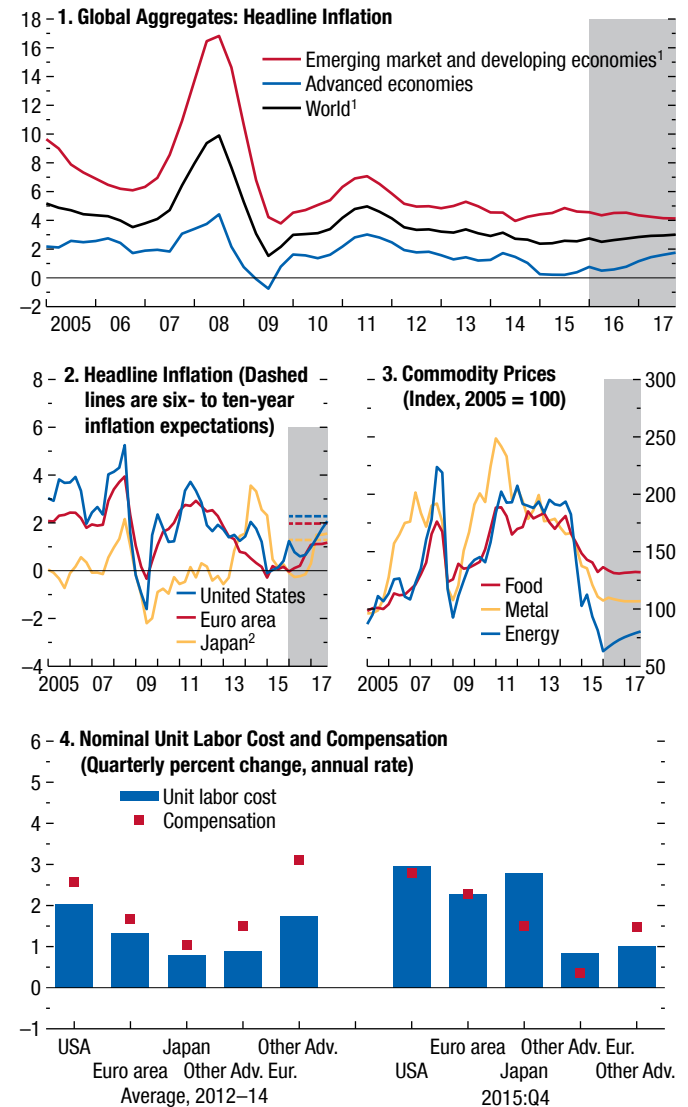 1. Global Aggregates: Headline Inflation
18
16
14
12
10
8
6
4
2
0
–2
Emerging market and developing economies¹
Advanced economies
World¹
2005 06 07 08 09 10 11 12 13 14 15 16 17
2. Headline Inflation (Dashed
lines are six- to ten-year
inflation expectations)
8
6
4
2
0
–2
–4
United States
Euro area
Japan²
2005 07 09 11 13 15 17
3. Commodity Prices
(Index, 2005 = 100)
300
250
200
150
100
50
Food
Metal
Energy
2005 07 09 11 13 15 17
4. Nominal Unit Labor Cost and Compensation
(Quarterly percent change, annual rate)
6
5
4
3
2
1
0
–1
Unit labor cost
Compensation
USA Japan Other Adv. Euro area Other Adv. Eur.
Euro area Other Adv. Eur. USA Japan Other Adv.
Average, 2012–14 2015:Q4